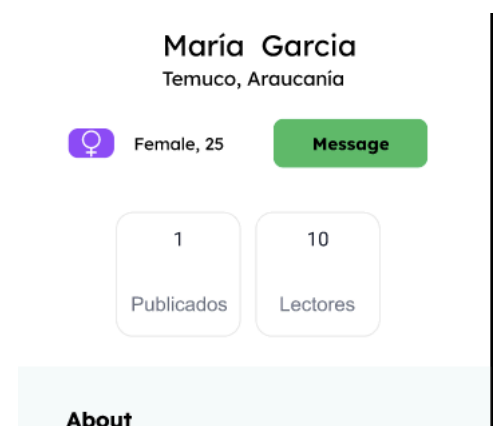 María Garcia
Temuco, Araucanía
Female, 25
Message
1
10
Publicados
Lectores
About